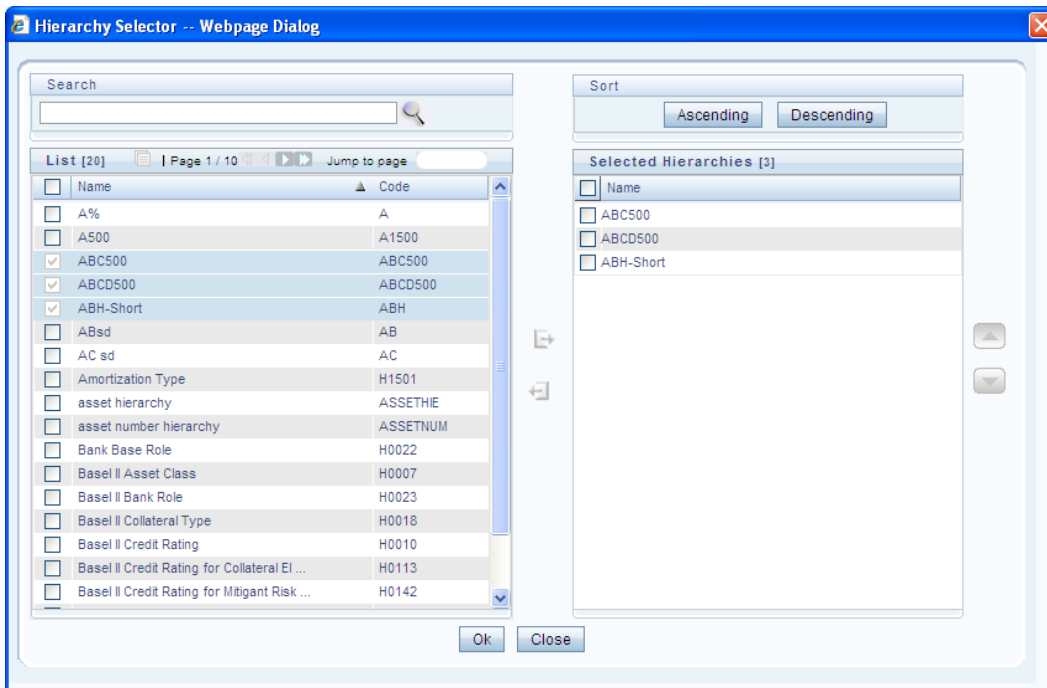 Hierarchy Selector -- Webpage Dialog
Search
Sort
Ascending Descending
List [20] | Page 1 / 10 Jump to page
Selected Hierarchies [3]
Name Code
Name
A% A
A500 A1500
ABC500 ABC500
ABCD500 ABCD500
ABH-Short ABH
ABsd AB
AC sd AC
Amortization Type H1501
asset hierarchy ASSETHIE
asset number hierarchy ASSETNUM
Bank Base Role H0022
Basel II Asset Class H0007
Basel II Bank Role H0023
Basel II Collateral Type H0018
Basel II Credit Rating H0010
Basel II Credit Rating for Collateral El ... H0113
Basel II Credit Rating for Mitigant Risk ... H0142
ABC500
ABCD500
ABH-Short
Ok Close